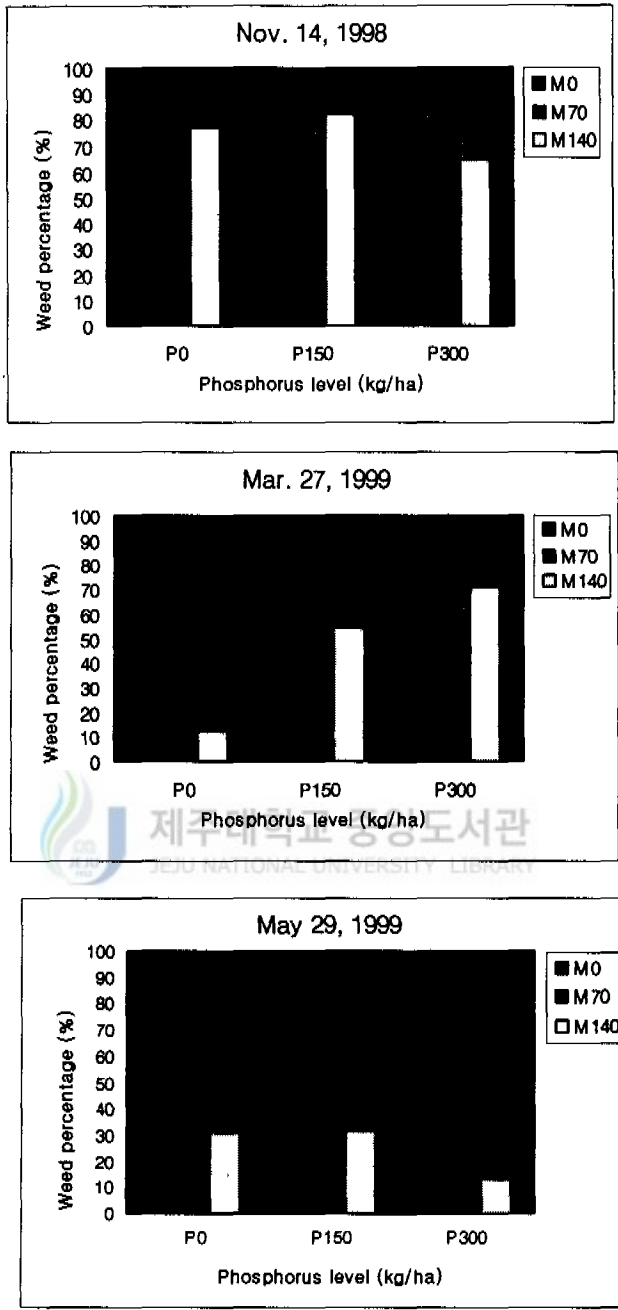 Nov. 14, 1998
Weed percentage (%)
100
90
80
70
60
50
40
30
20
10
0
P0 P150 P300
Phosphorus level (kg/ha)
M0
M70
M140
Mar. 27, 1999
Weed percentage (%)
100
90
80
70
60
50
40
30
20
10
0
P0 P150 P300
Phosphorus level (kg/ha)
M0
M70
M140
제주대학교 중앙도서관
JEJU NATIONAL UNIVERSITY LIBRARY
May 29, 1999
Weed percentage (%)
100
90
80
70
60
50
40
30
20
10
0
P0 P150 P300
Phosphorus level (kg/ha)
M0
M70
M140